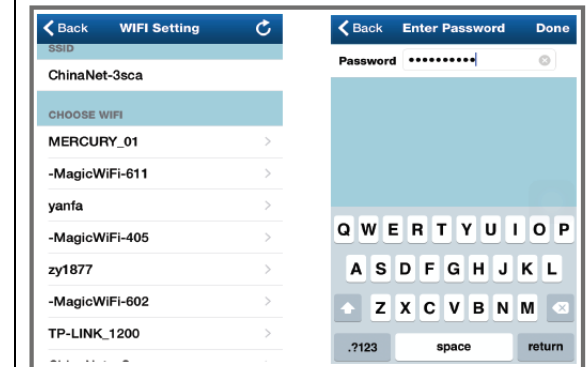 Back WIFI Setting
SSID
ChinaNet-3sca
CHOOSE WIFI
MERCURY_01
-MagicWiFi-611
yanfa
-MagicWiFi-405
zy1877
-MagicWiFi-602
TP-LINK_1200
Back Enter Password Done
Password ••••••••••
Q W E R T Y U I O P
A S D F G H J K L
Z X C V B N M
.?123 space return